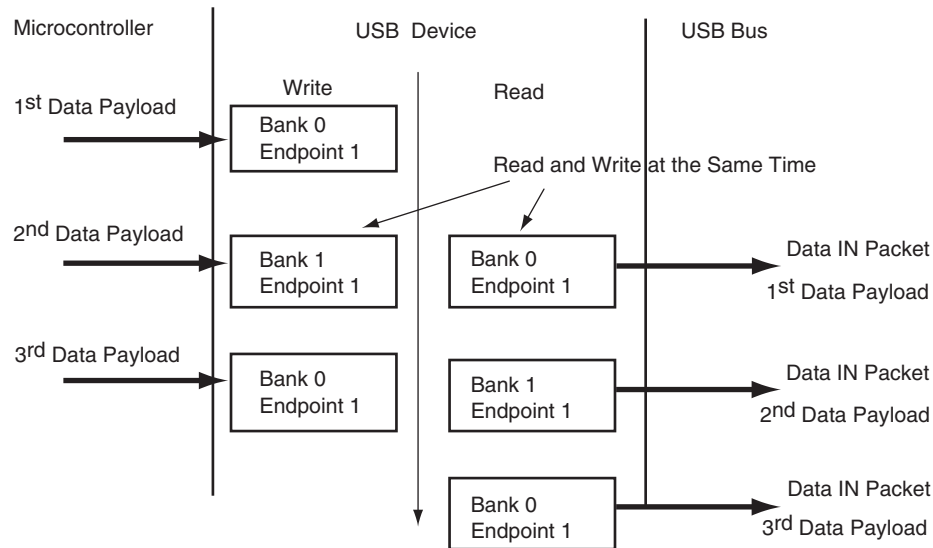 Microcontroller
USB Device
USB Bus
Write
Read
1st Data Payload
Bank 0
Endpoint 1
Read and Write at the Same Time
2nd Data Payload
Bank 1
Endpoint 1
Bank 0
Endpoint 1
Data IN Packet
1st Data Payload
3rd Data Payload
Bank 0
Endpoint 1
Bank 1
Endpoint 1
Data IN Packet
2nd Data Payload
Bank 0
Endpoint 1
Data IN Packet
3rd Data Payload